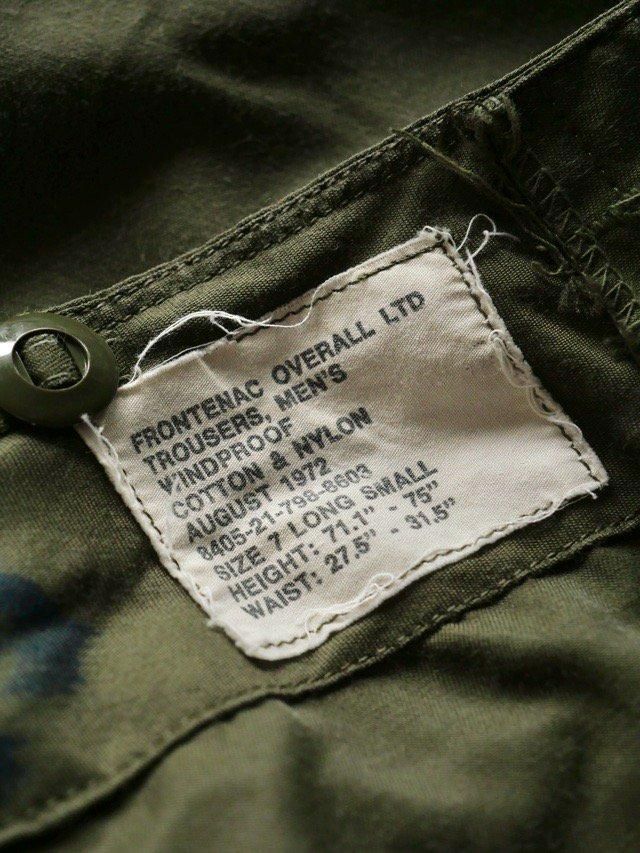 FRONTENAC OVERALL LTD
TROUSERS, MEN'S
WINDPROOF
COTTON & NYLON
AUGUST 1972
8405-21-798-8603
SIZE 7 LONG SMALL
HEIGHT: 71.1" - 75"
WAIST: 27.5" - 31.5"